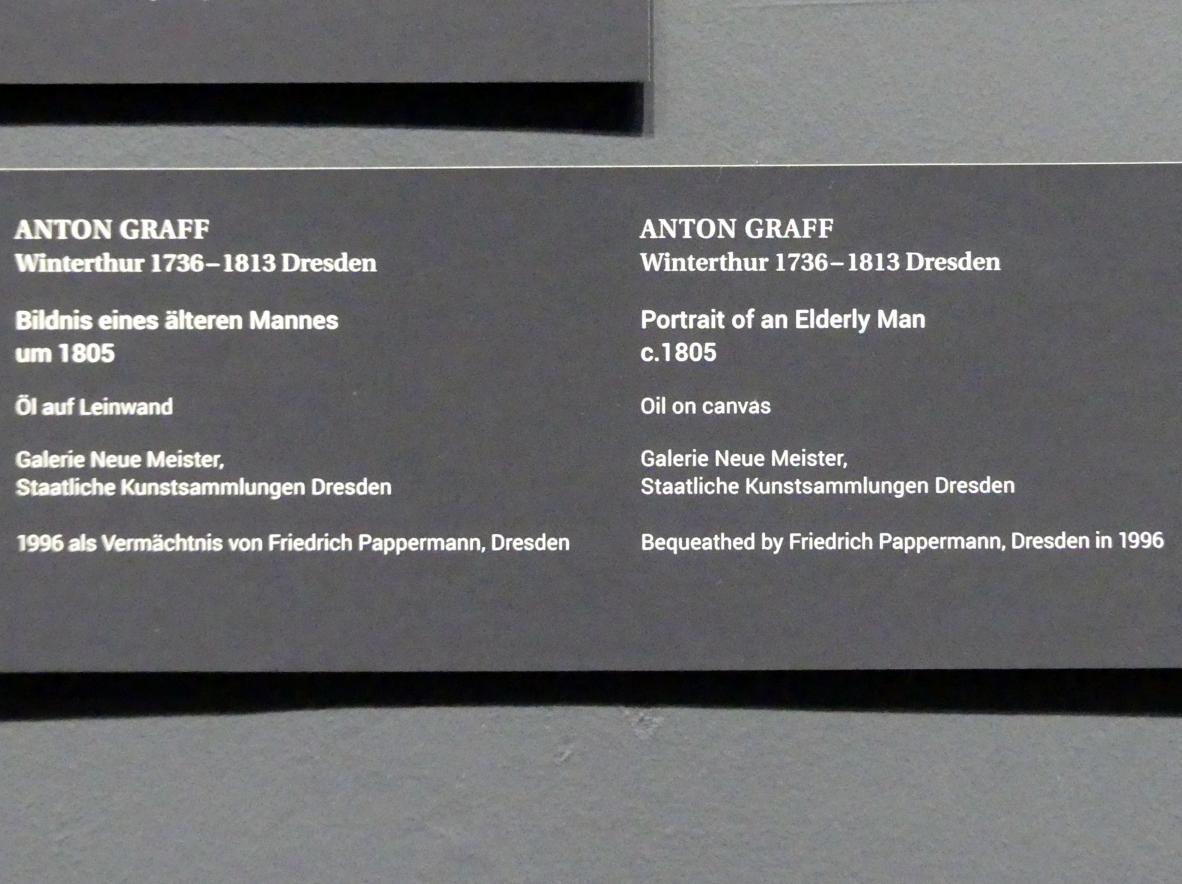 ANTON GRAFF
Winterthur 1736–1813 Dresden
Bildnis eines älteren Mannes
um 1805
Öl auf Leinwand
Galerie Neue Meister,
Staatliche Kunstsammlungen Dresden
1996 als Vermächtnis von Friedrich Pappermann, Dresden
ANTON GRAFF
Winterthur 1736–1813 Dresden
Portrait of an Elderly Man
c.1805
Oil on canvas
Galerie Neue Meister,
Staatliche Kunstsammlungen Dresden
Bequeathed by Friedrich Pappermann, Dresden in 1996